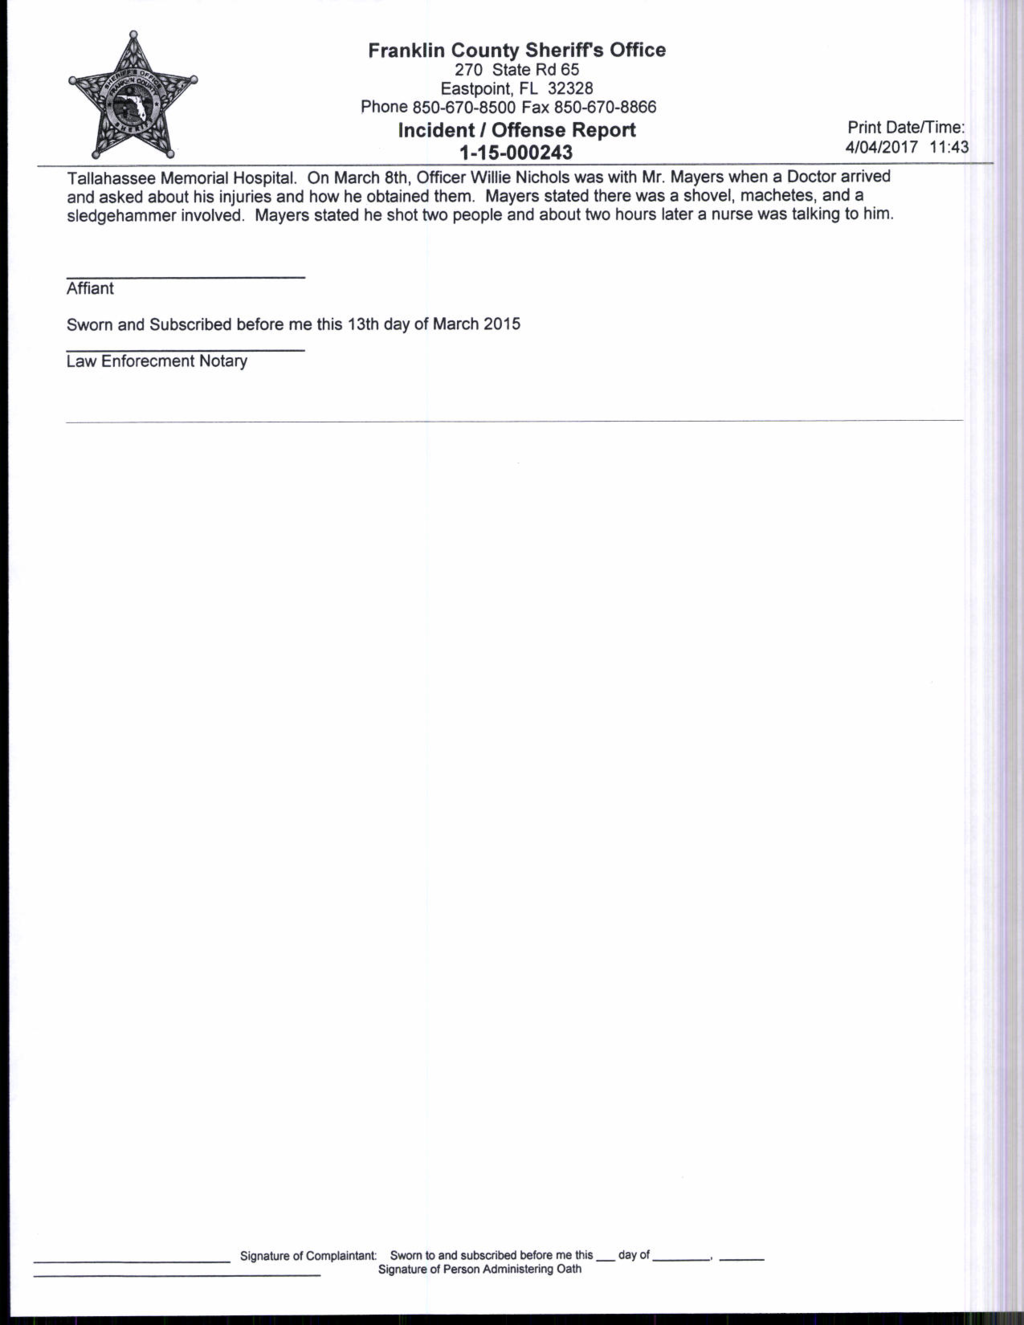 Franklin County Sheriff's Office
270 State Rd 65
Eastpoint, FL 32328
Phone 850-670-8500 Fax 850-670-8866
Incident / Offense Report
1-15-000243
Print Date/Time:
4/04/2017 11:43
Tallahassee Memorial Hospital. On March 8th, Officer Willie Nichols was with Mr. Mayers when a Doctor arrived
and asked about his injuries and how he obtained them. Mayers stated there was a shovel, machetes, and a
sledgehammer involved. Mayers stated he shot two people and about two hours later a nurse was talking to him.
Affiant
Sworn and Subscribed before me this 13th day of March 2015
Law Enforecment Notary
Signature of Complaintant: Sworn to and subscribed before me this __ day of ________, ______
Signature of Person Administering Oath